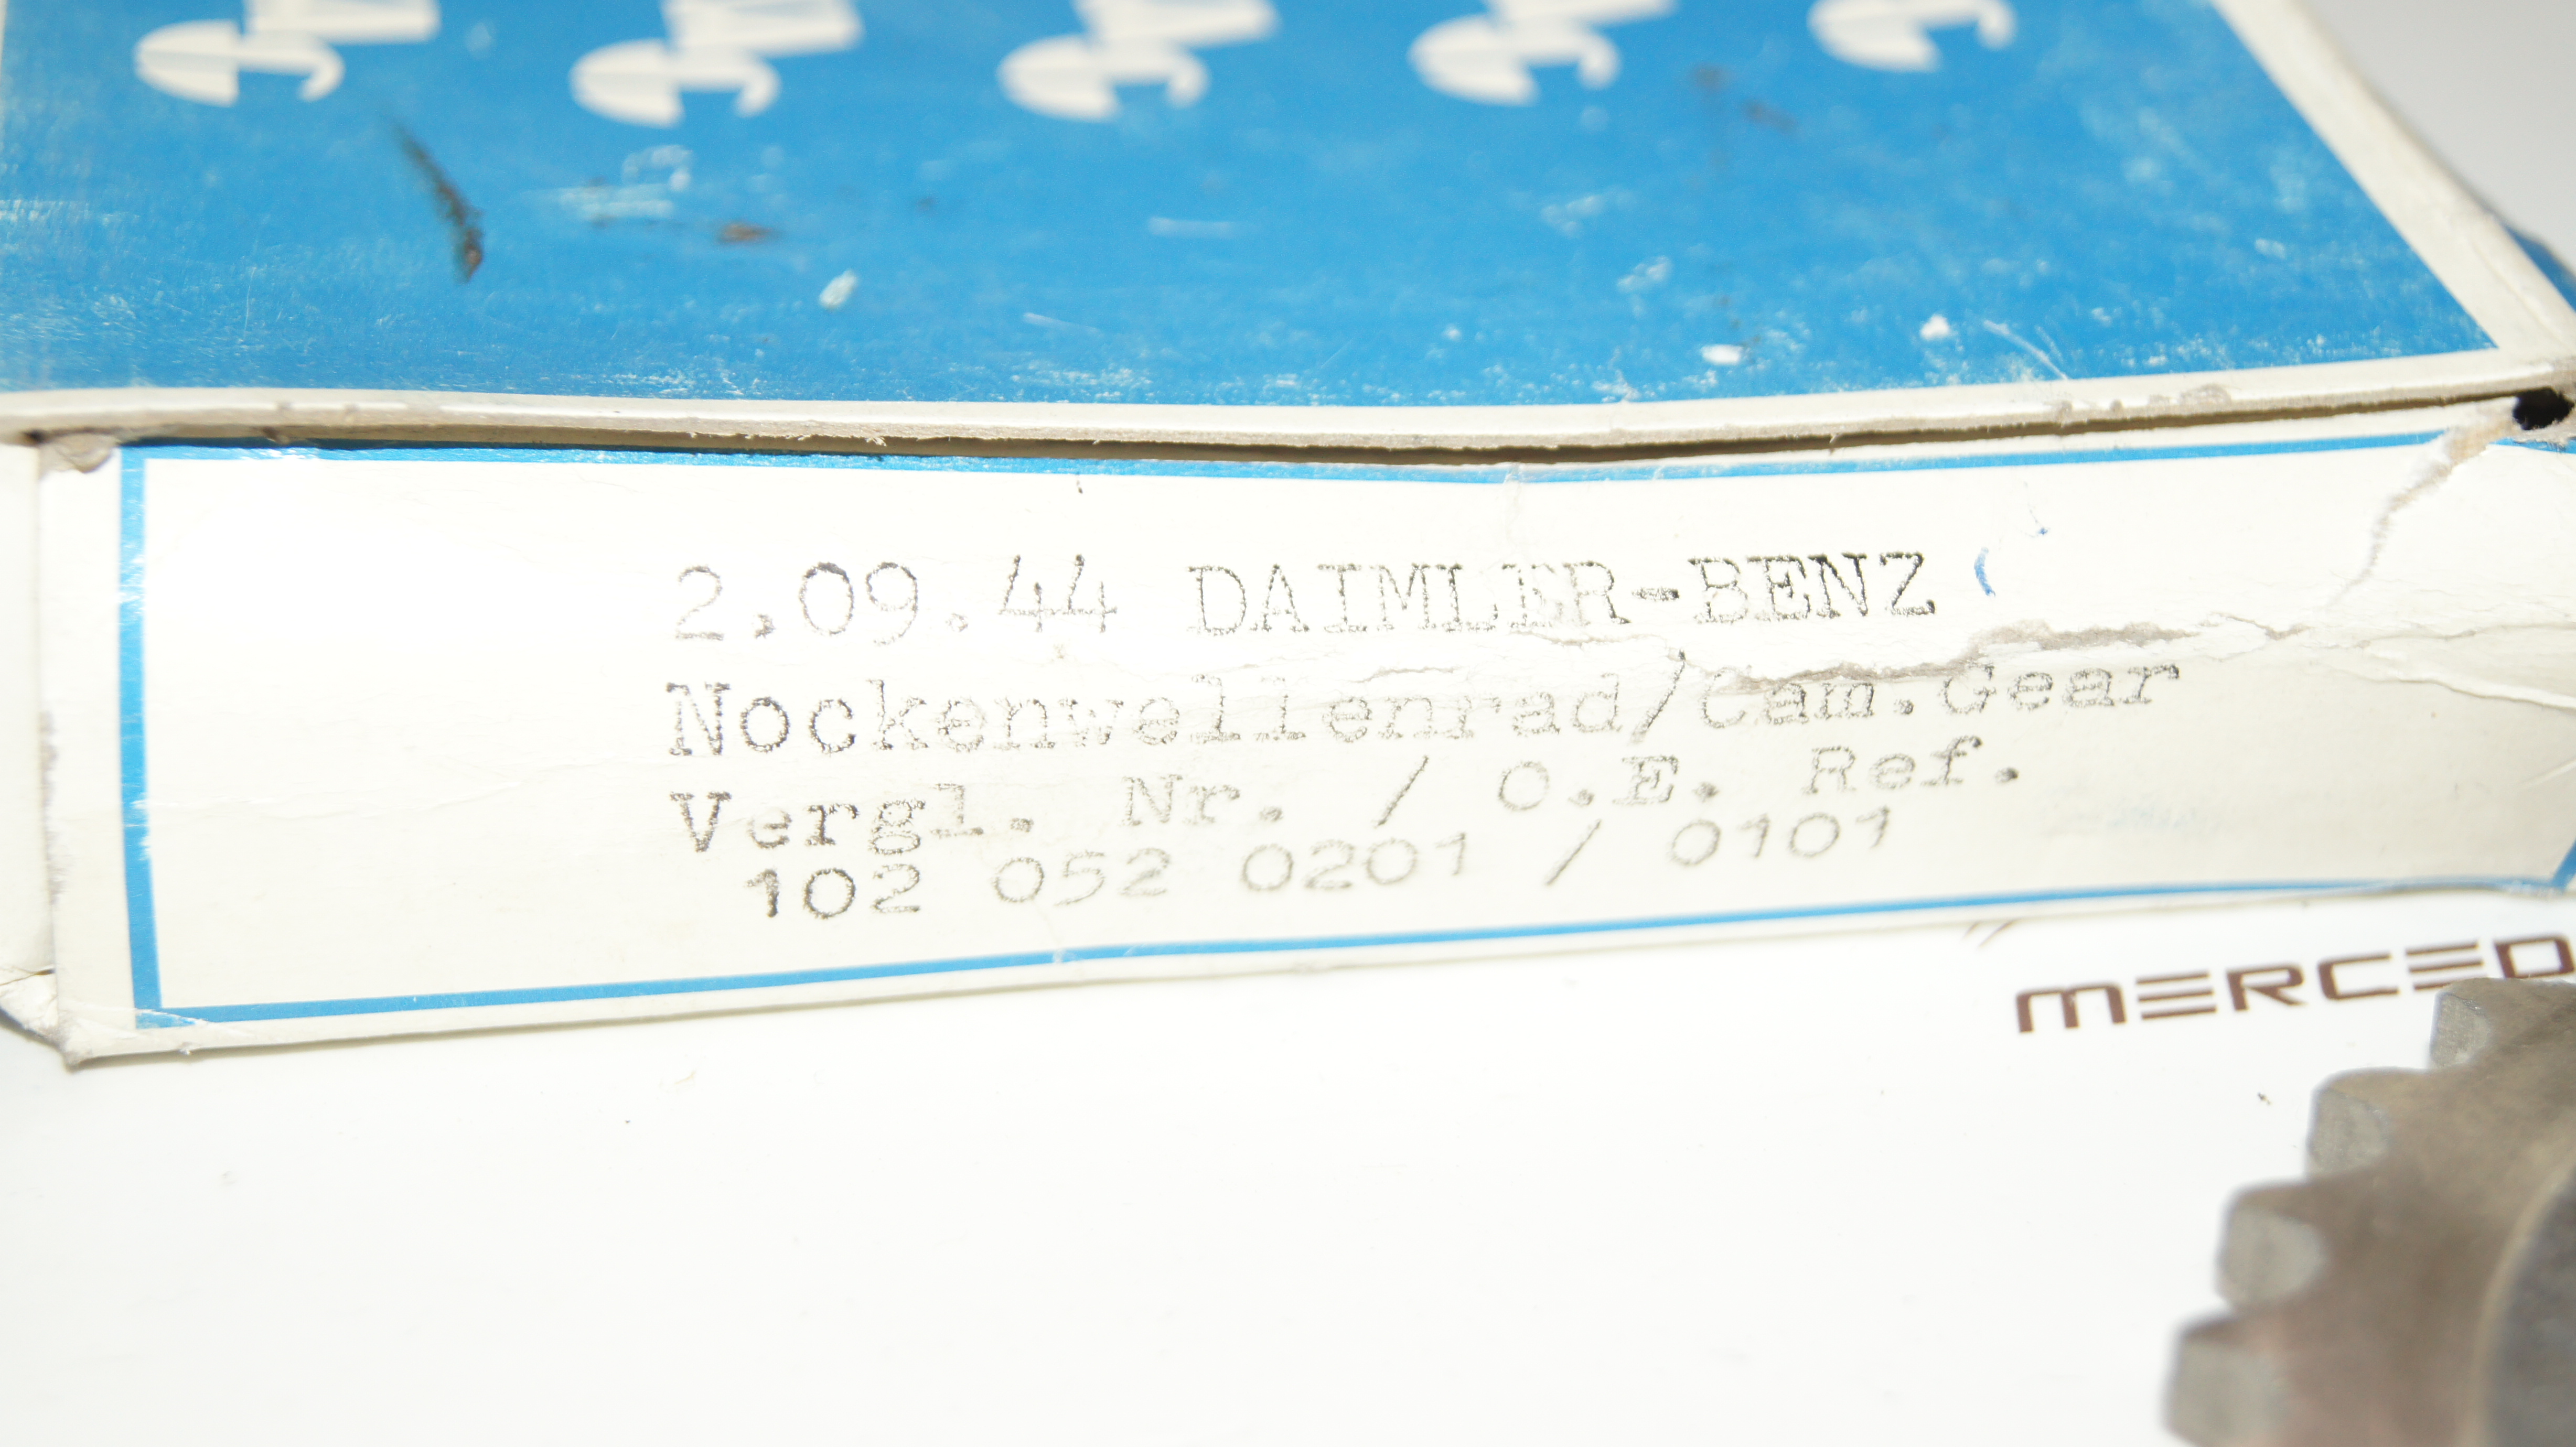 2.09.44 DAIMLER-BENZ
Nockenwellenrad/Cam.Gear
Vergl. Nr. / O.E. Ref.
102 052 0201 / 0101
MERCED